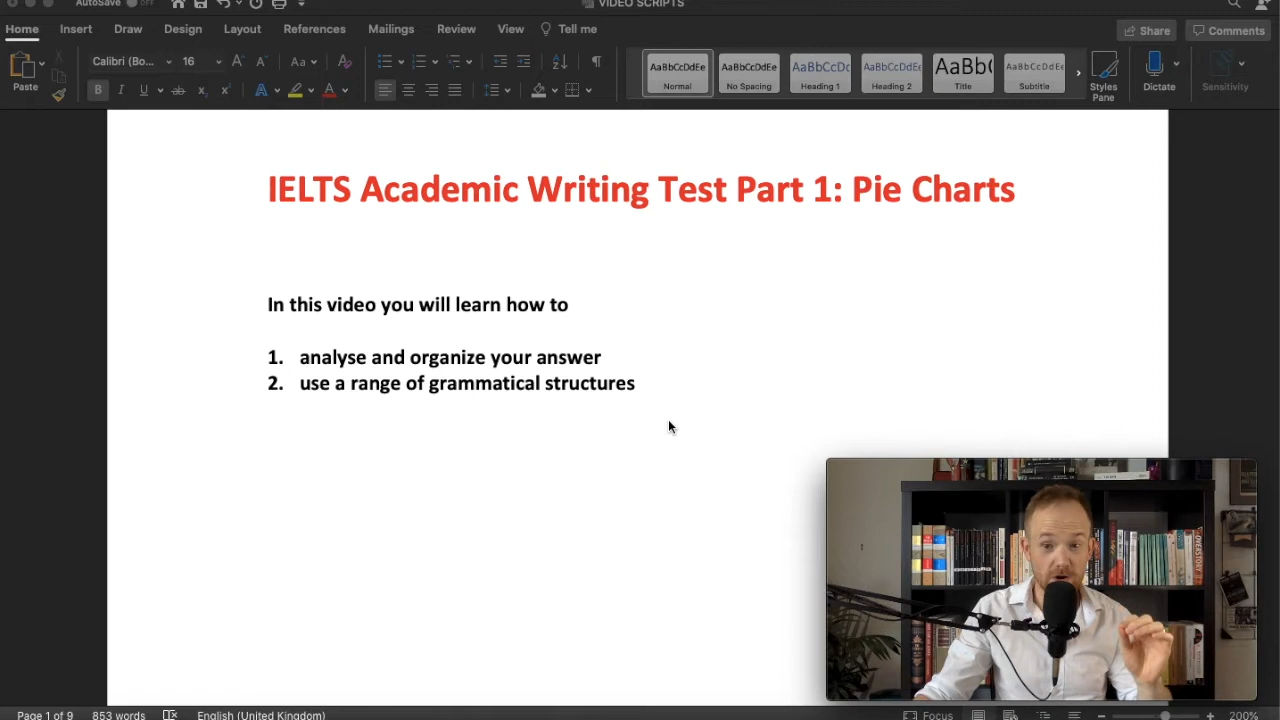 AutoSave OFF
VIDEO SCRIPTS
Home Insert Draw Design Layout References Mailings Review View Tell me
Share Comments
Calibri (Bo... 16
Paste
AaBbCcDdEe AaBbCcDdEe AaBbCcDc AaBbCcDdEe AaBb( AaBbCcDdEe
Normal No Spacing Heading 1 Heading 2 Title Subtitle
Styles Pane
Dictate
Sensitivity
IELTS Academic Writing Test Part 1: Pie Charts
In this video you will learn how to
1. analyse and organize your answer
2. use a range of grammatical structures
OVERSTORY
Page 1 of 9 853 words English (United Kingdom) Focus 200%